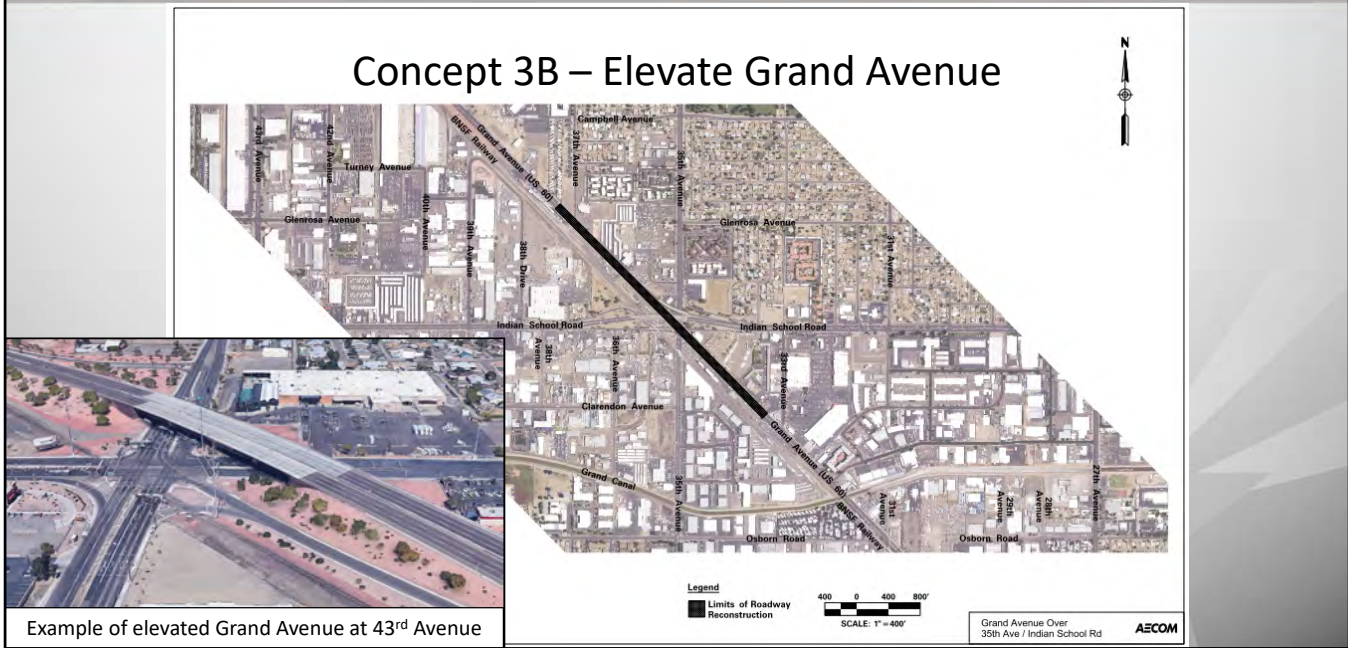 Concept 3B – Elevate Grand Avenue
N
Campbell Avenue
43rd Avenue
42nd Avenue
BNSF Railway
Grand Avenue (US 60)
37th Avenue
35th Avenue
Turney Avenue
40th Avenue
39th Avenue
Glenrosa Avenue
Glenrosa Avenue
38th Drive
31st Avenue
Indian School Road
Indian School Road
38th Avenue
36th Avenue
33rd Avenue
Clarendon Avenue
Grand Avenue (US 60)
Grand Canal
35th Avenue
27th Avenue
31st Avenue
29th Avenue
28th Avenue
BNSF Railway
Osborn Road
Osborn Road
Legend
Limits of Roadway
Reconstruction
400 0 400 800'
SCALE: 1" = 400'
Grand Avenue Over
35th Ave / Indian School Rd
AECOM
Example of elevated Grand Avenue at 43rd Avenue